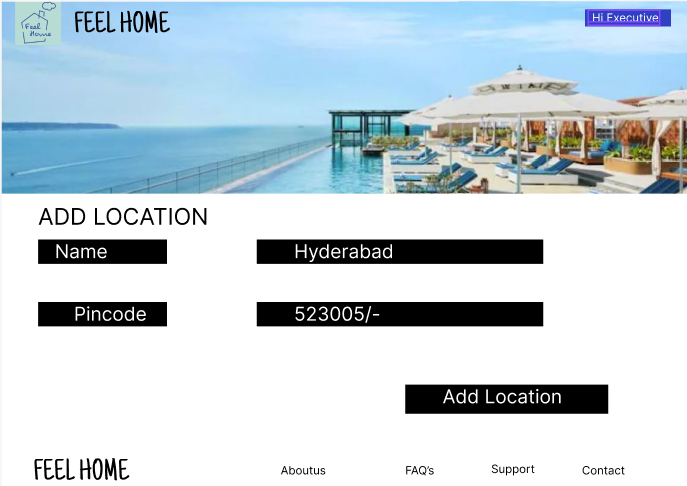 Feel
Home
FEEL HOME
Hi Executive
ADD LOCATION
Name
Hyderabad
Pincode
523005/-
Add Location
FEEL HOME
Aboutus
FAQ's
Support
Contact